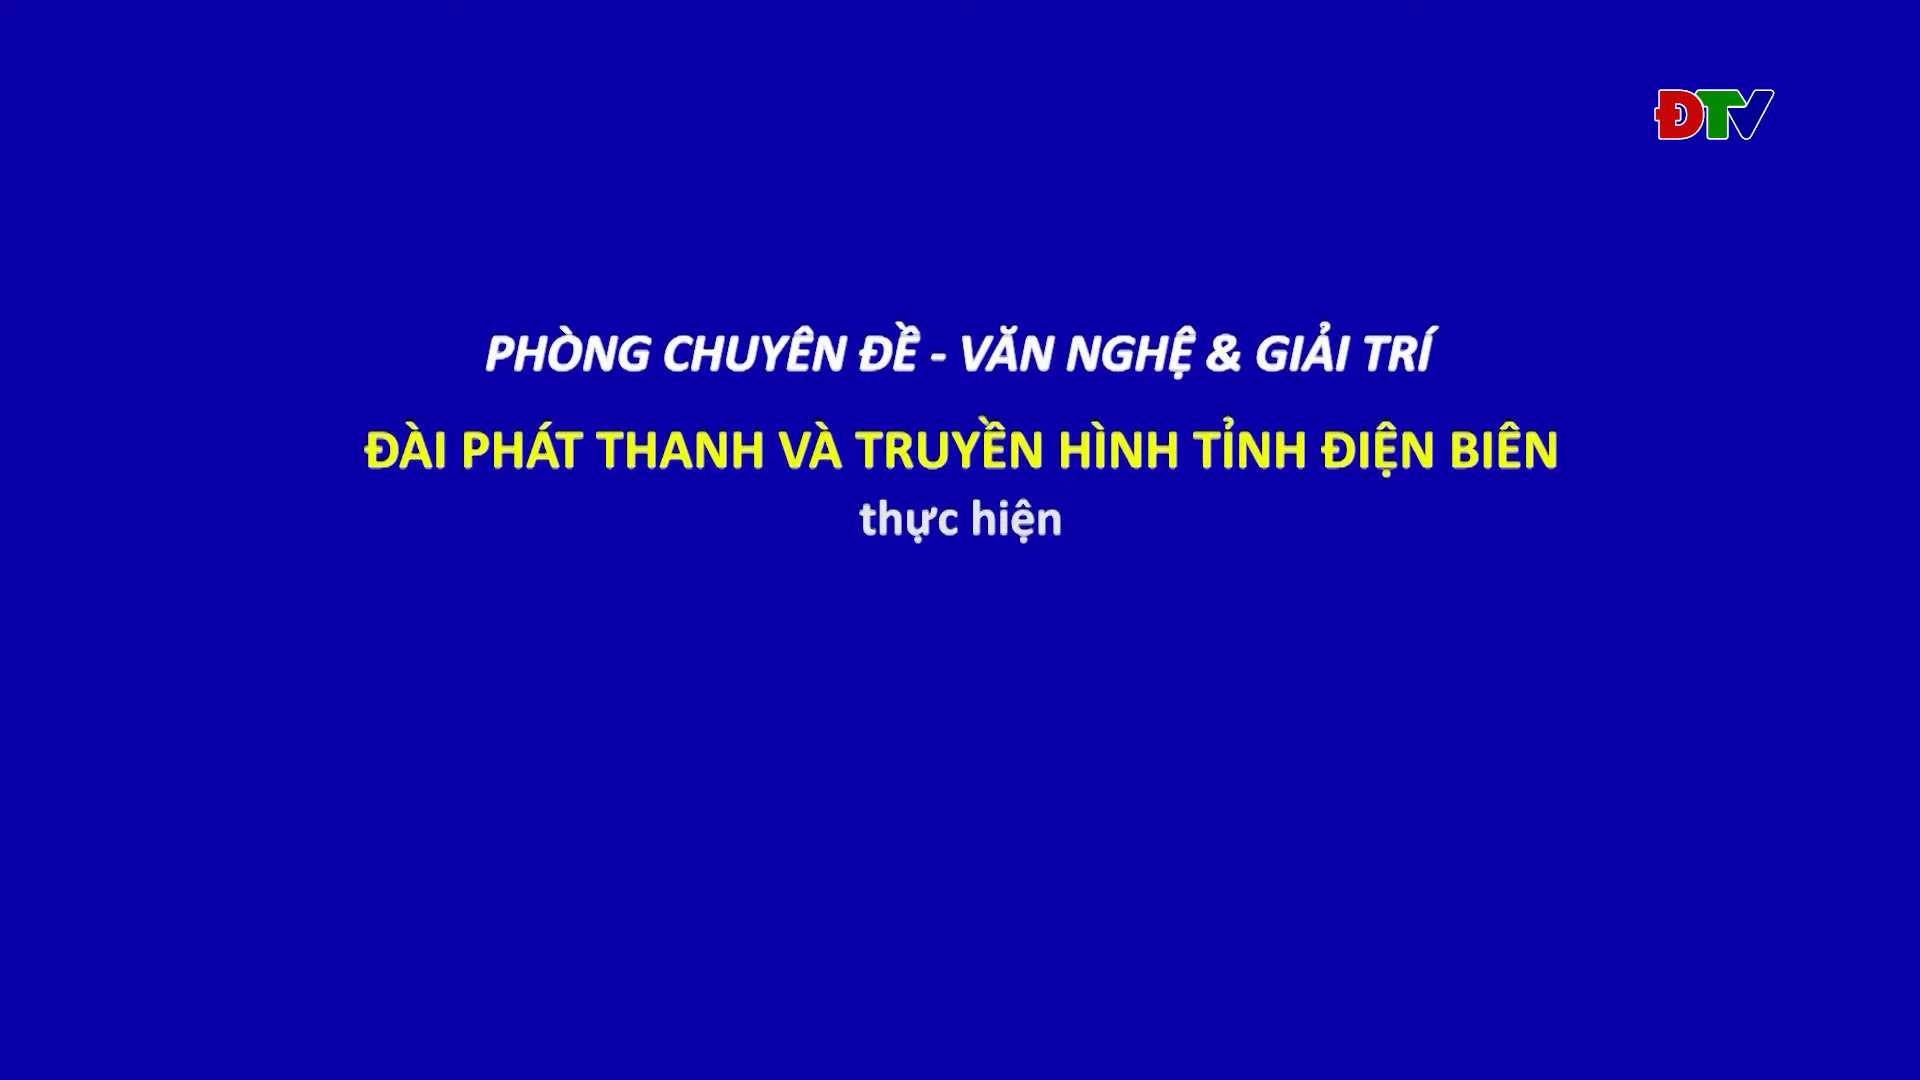 ĐTV
PHÒNG CHUYÊN ĐỀ - VĂN NGHỆ & GIẢI TRÍ
ĐÀI PHÁT THANH VÀ TRUYỀN HÌNH TỈNH ĐIỆN BIÊN
thực hiện